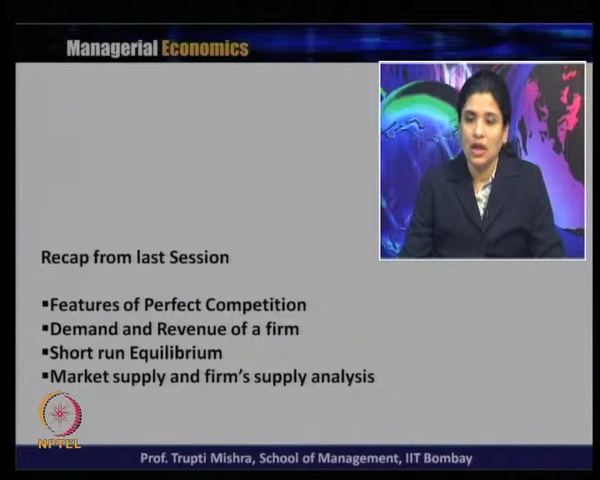 Managerial Economics
Recap from last Session
▪Features of Perfect Competition
▪Demand and Revenue of a firm
▪Short run Equilibrium
▪Market supply and firm's supply analysis
NPTEL
Prof. Trupti Mishra, School of Management, IIT Bombay